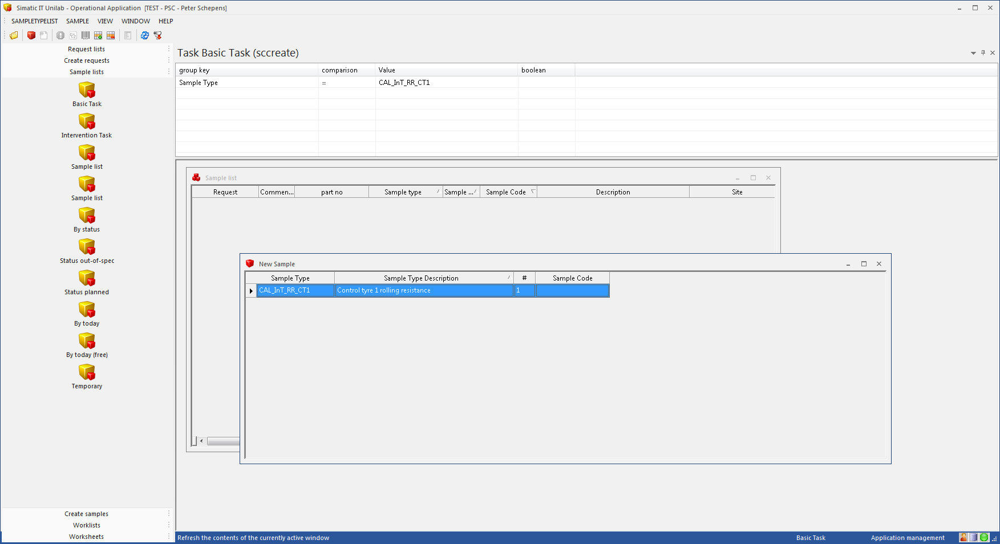 Simatic IT Unilab - Operational Application [TEST - PSC - Peter Schepens]
SAMPLETYPELIST SAMPLE VIEW WINDOW HELP
Request lists
Create requests
Sample lists
Basic Task
Intervention Task
Sample list
Sample list
By status
Status out-of-spec
Status planned
By today
By today (free)
Temporary
Create samples
Worklists
Worksheets
Task Basic Task (sccreate)
group key comparison Value boolean
Sample Type = CAL_InT_RR_CT1
Sample list
Request Commen... part no Sample type Sample ... Sample Code Description Site
New Sample
Sample Type Sample Type Description # Sample Code
CAL_InT_RR_CT1 Control tyre 1 rolling resistance 1
Refresh the contents of the currently active window Basic Task Application management